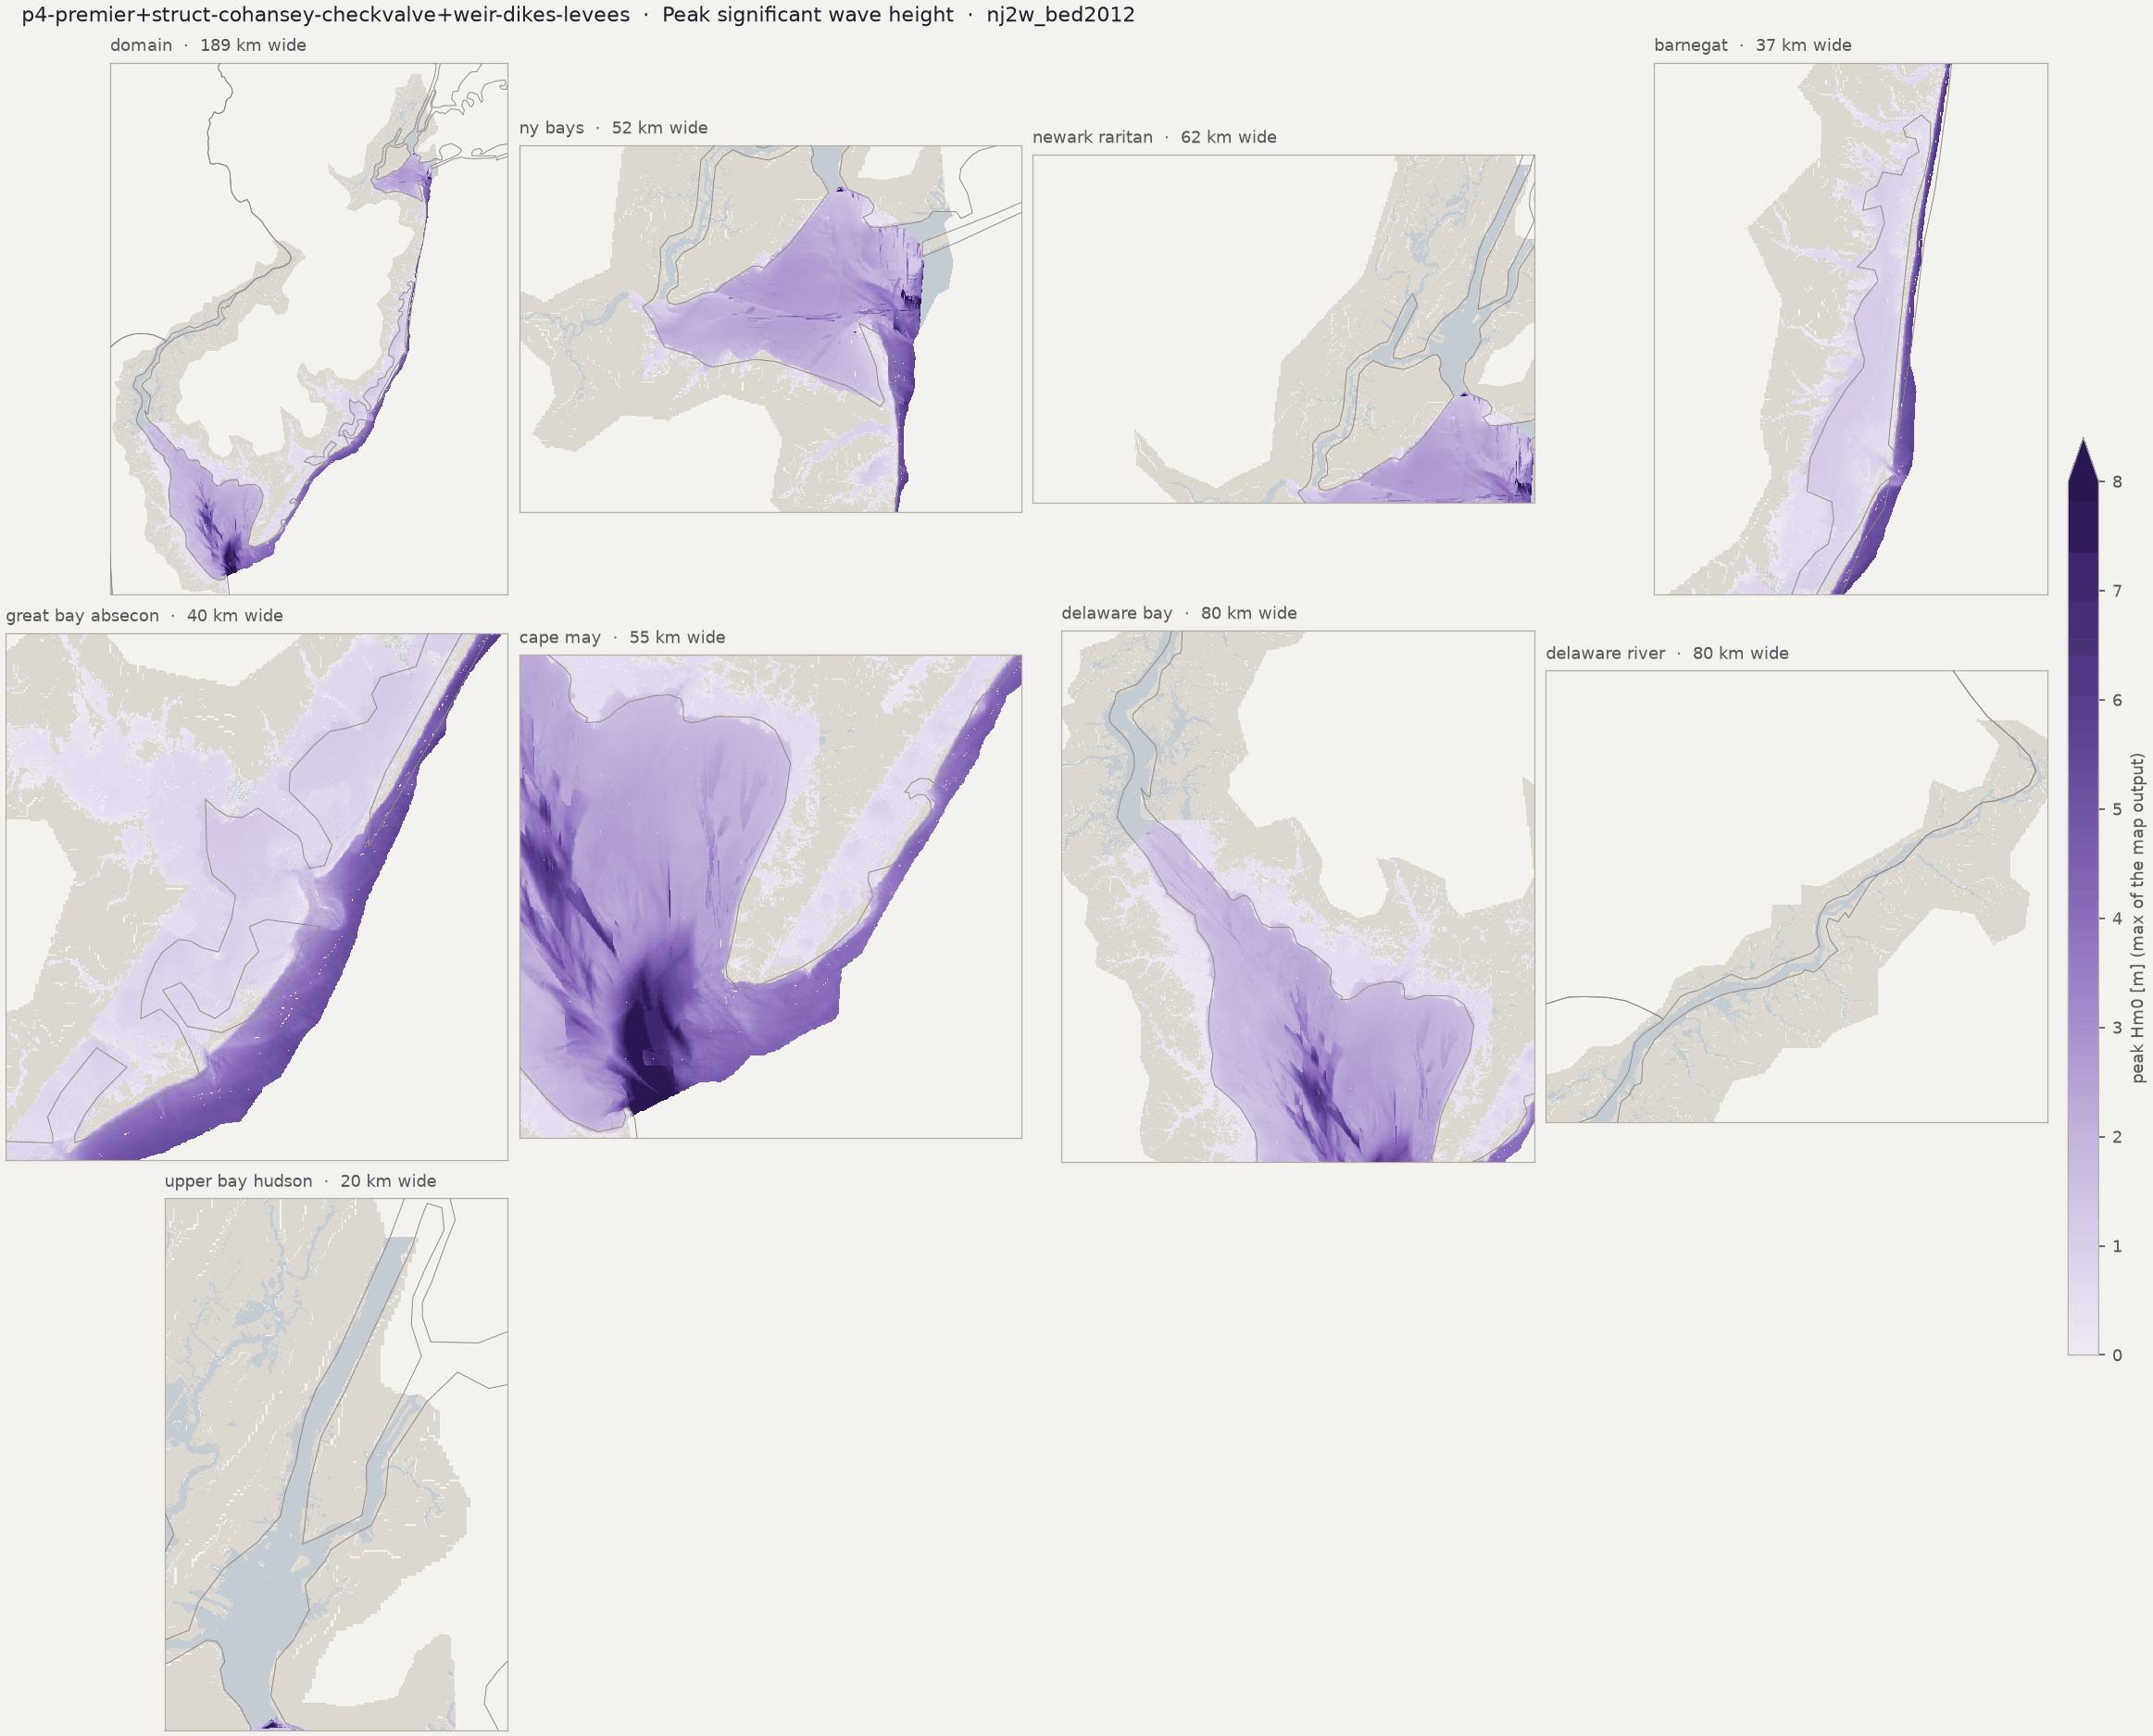 p4-premier+struct-cohansey-checkvalve+weir-dikes-levees · Peak significant wave height · nj2w_bed2012
domain · 189 km wide
ny bays · 52 km wide
newark raritan · 62 km wide
barnegat · 37 km wide
great bay absecon · 40 km wide
cape may · 55 km wide
delaware bay · 80 km wide
delaware river · 80 km wide
upper bay hudson · 20 km wide
8
7
6
5
4
3
2
1
0
peak Hm0 [m] (max of the map output)